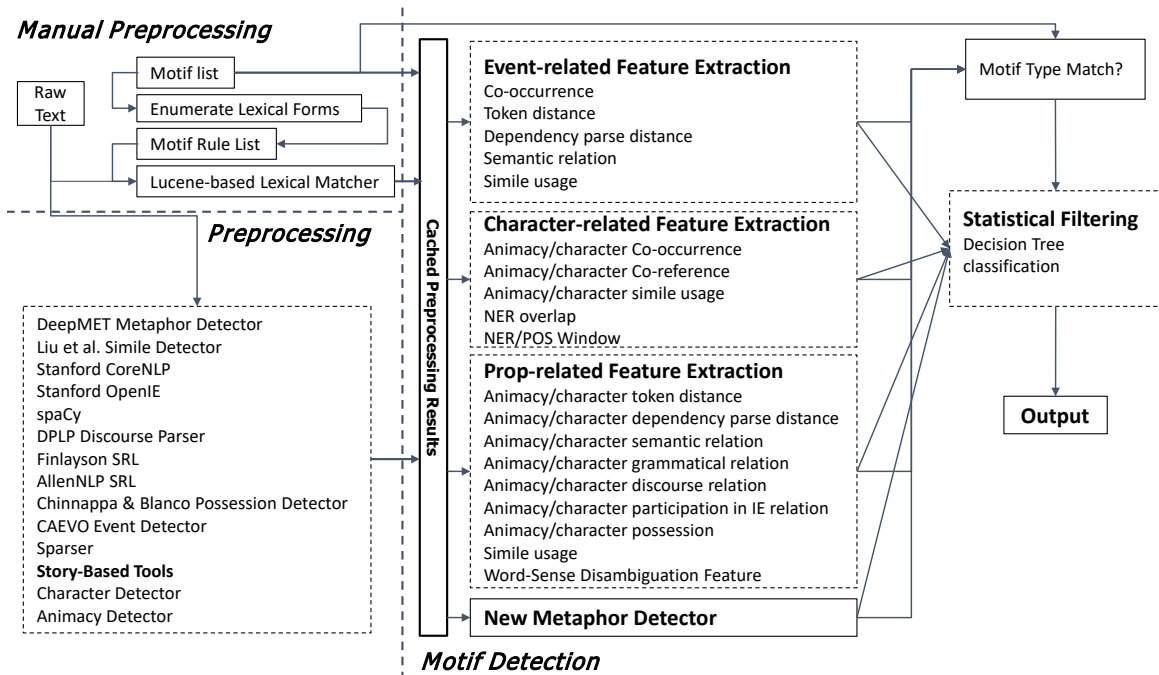 Manual Preprocessing
Raw
Text
Motif list
Enumerate Lexical Forms
Motif Rule List
Lucene-based Lexical Matcher
Preprocessing
DeepMET Metaphor Detector
Liu et al. Simile Detector
Stanford CoreNLP
Stanford OpenIE
spaCy
DPLP Discourse Parser
Finlayson SRL
AllenNLP SRL
Chinnappa & Blanco Possession Detector
CAEVO Event Detector
Sparser
Story-Based Tools
Character Detector
Animacy Detector
Cached Preprocessing Results
Event-related Feature Extraction
Co-occurrence
Token distance
Dependency parse distance
Semantic relation
Simile usage
Character-related Feature Extraction
Animacy/character Co-occurrence
Animacy/character Co-reference
Animacy/character simile usage
NER overlap
NER/POS Window
Prop-related Feature Extraction
Animacy/character token distance
Animacy/character dependency parse distance
Animacy/character semantic relation
Animacy/character grammatical relation
Animacy/character discourse relation
Animacy/character participation in IE relation
Animacy/character possession
Simile usage
Word-Sense Disambiguation Feature
New Metaphor Detector
Motif Detection
Motif Type Match?
Statistical Filtering
Decision Tree
classification
Output